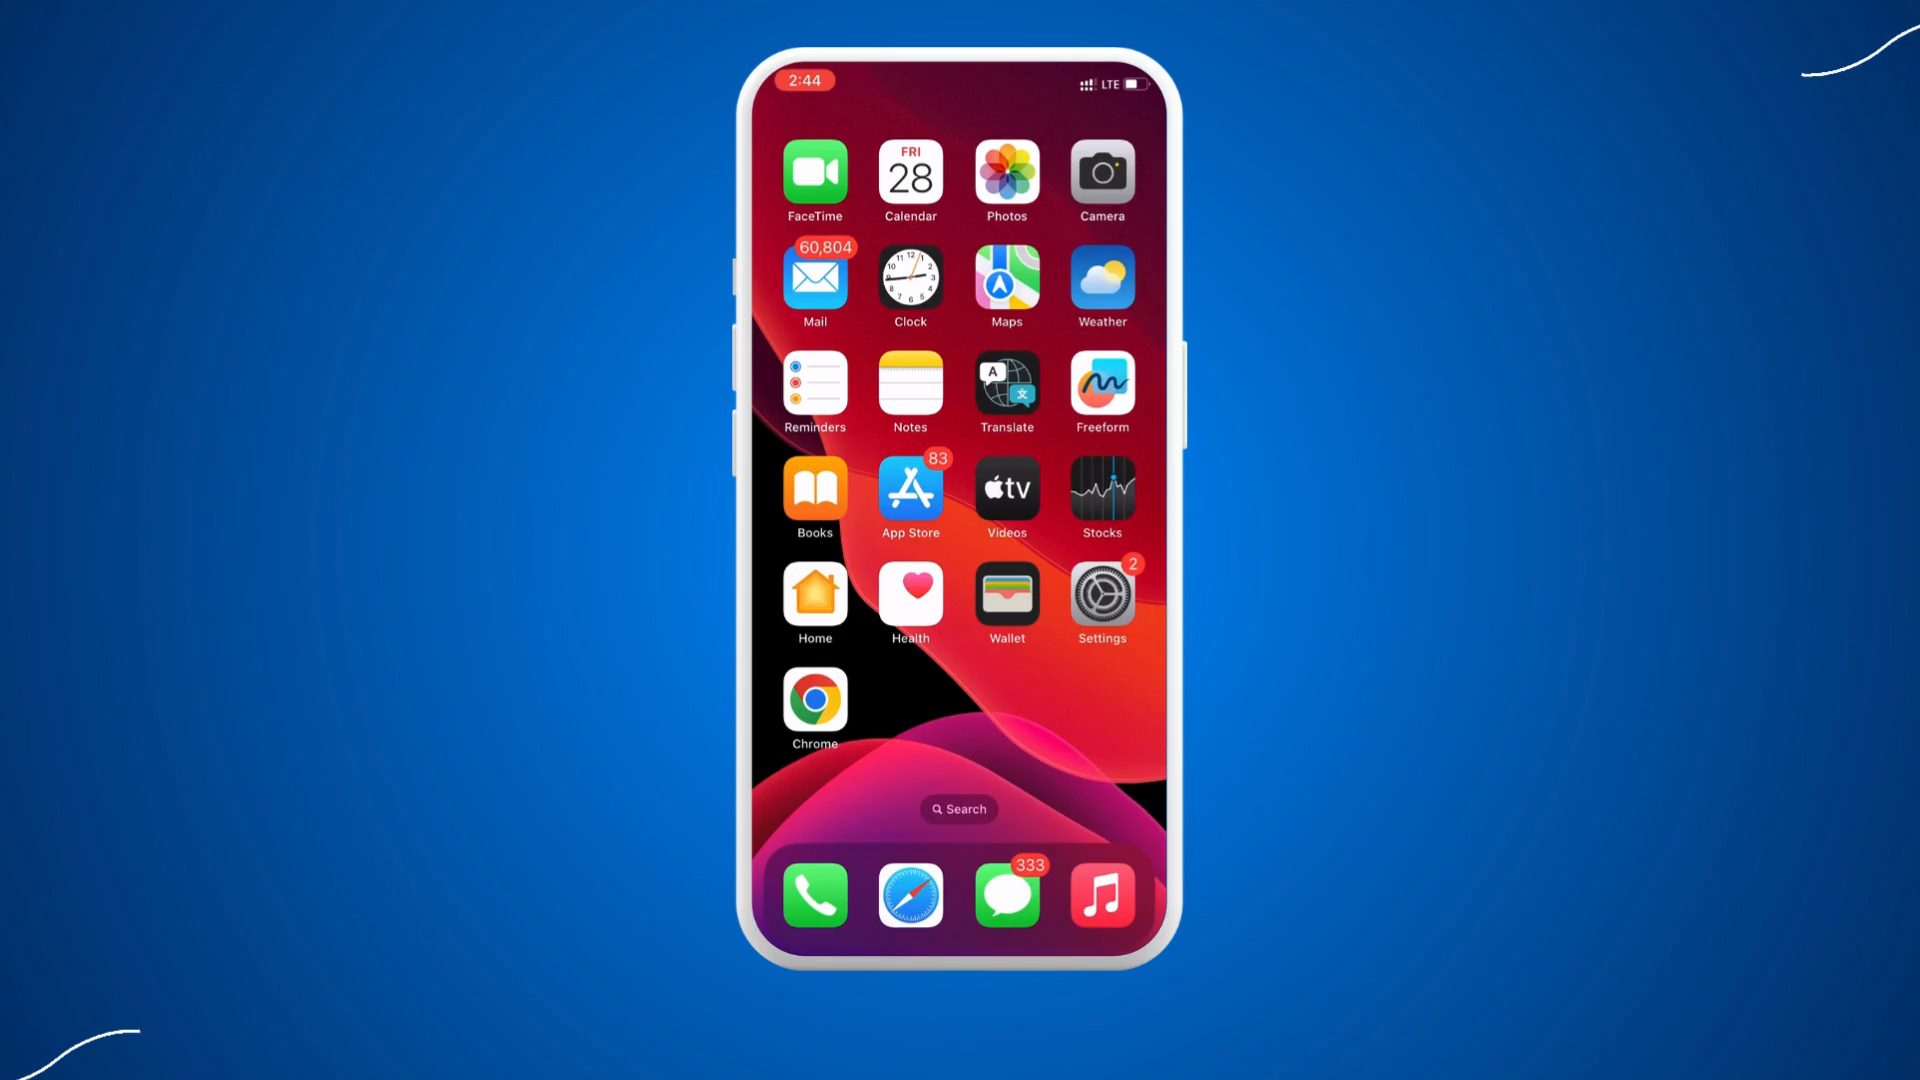 2:44 LTE
FRI
28
FaceTime Calendar Photos Camera
60,804
Mail Clock Maps Weather
A
文
Reminders Notes Translate Freeform
83
tv
Books App Store Videos Stocks
2
Home Health Wallet Settings
Chrome
Search
333